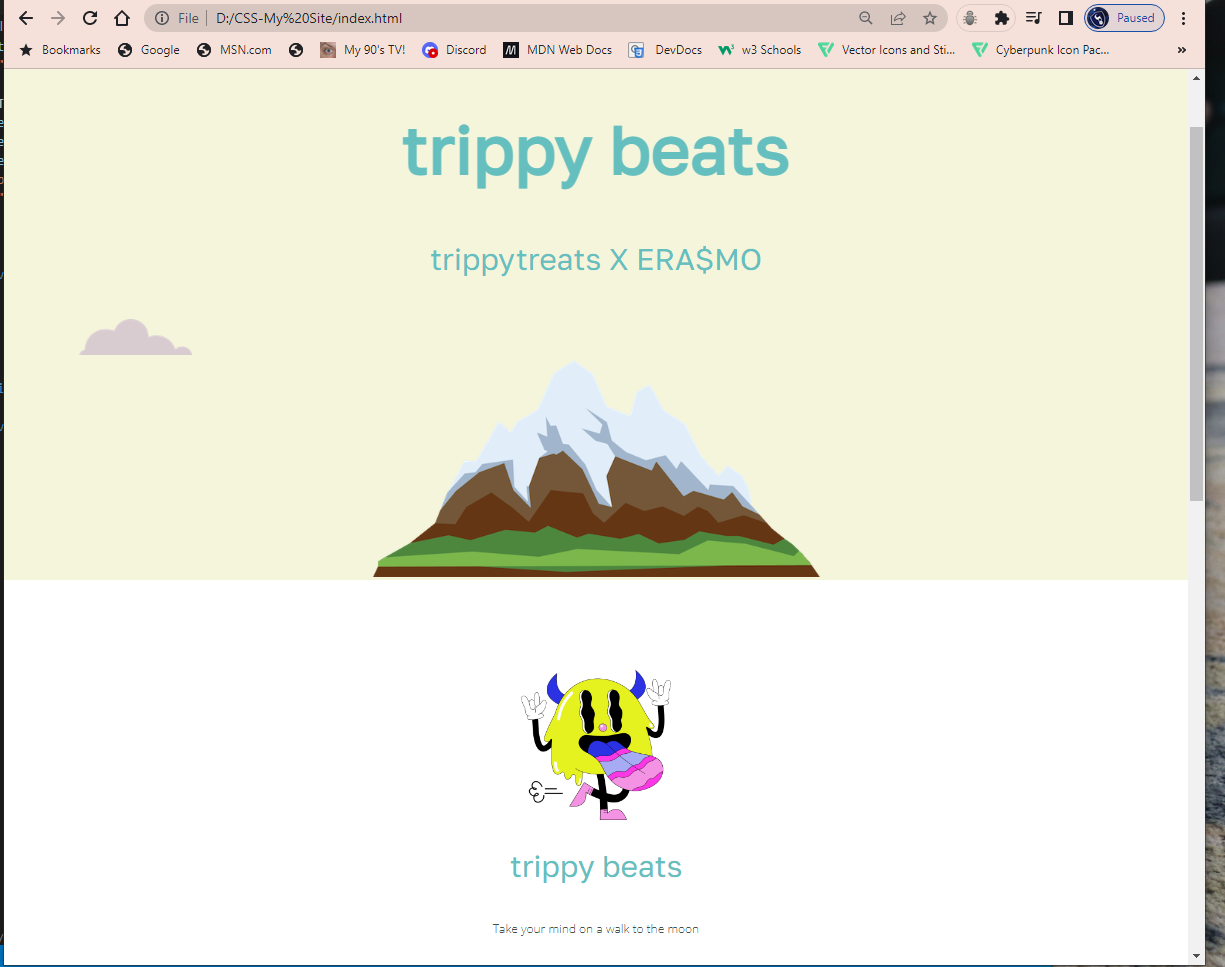 File D:/CSS-My%20Site/index.html Paused
Bookmarks Google MSN.com My 90's TV! Discord MDN Web Docs DevDocs w3 Schools Vector Icons and Sti... Cyberpunk Icon Pac... »
trippy beats
trippytreats X ERA$MO
trippy beats
Take your mind on a walk to the moon